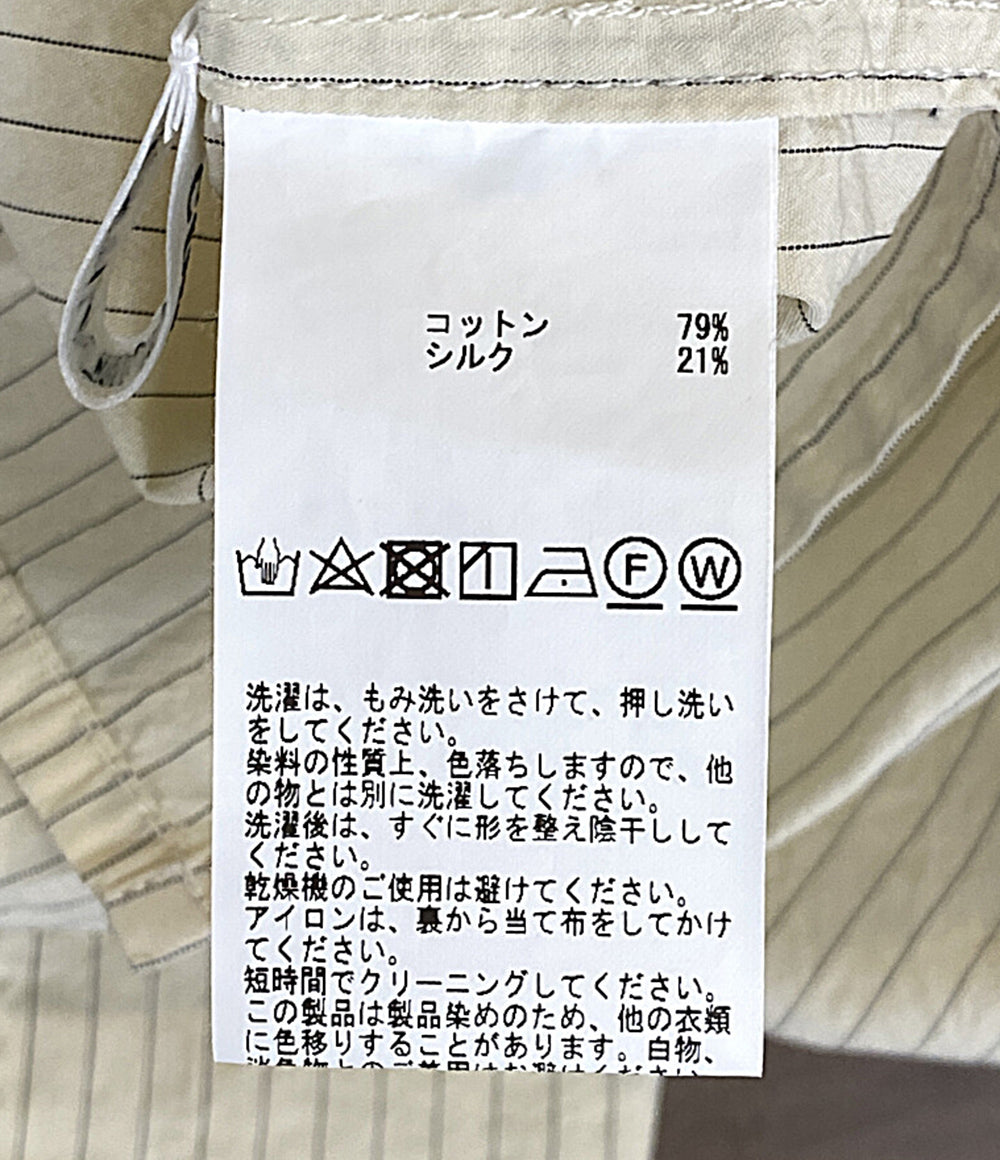 コットン 79%
シルク 21%
F W
洗濯は、もみ洗いをさけて、押し洗い
をしてください。
染料の性質上、色落ちしますので、他
の物とは別に洗濯してください。
洗濯後は、すぐに形を整え陰干しして
ください。
乾燥機のご使用は避けてください。
アイロンは、裏から当て布をしてかけ
てください。
短時間でクリーニングしてください。
この製品は製品染めのため、他の衣類
に色移りすることがあります。白物、